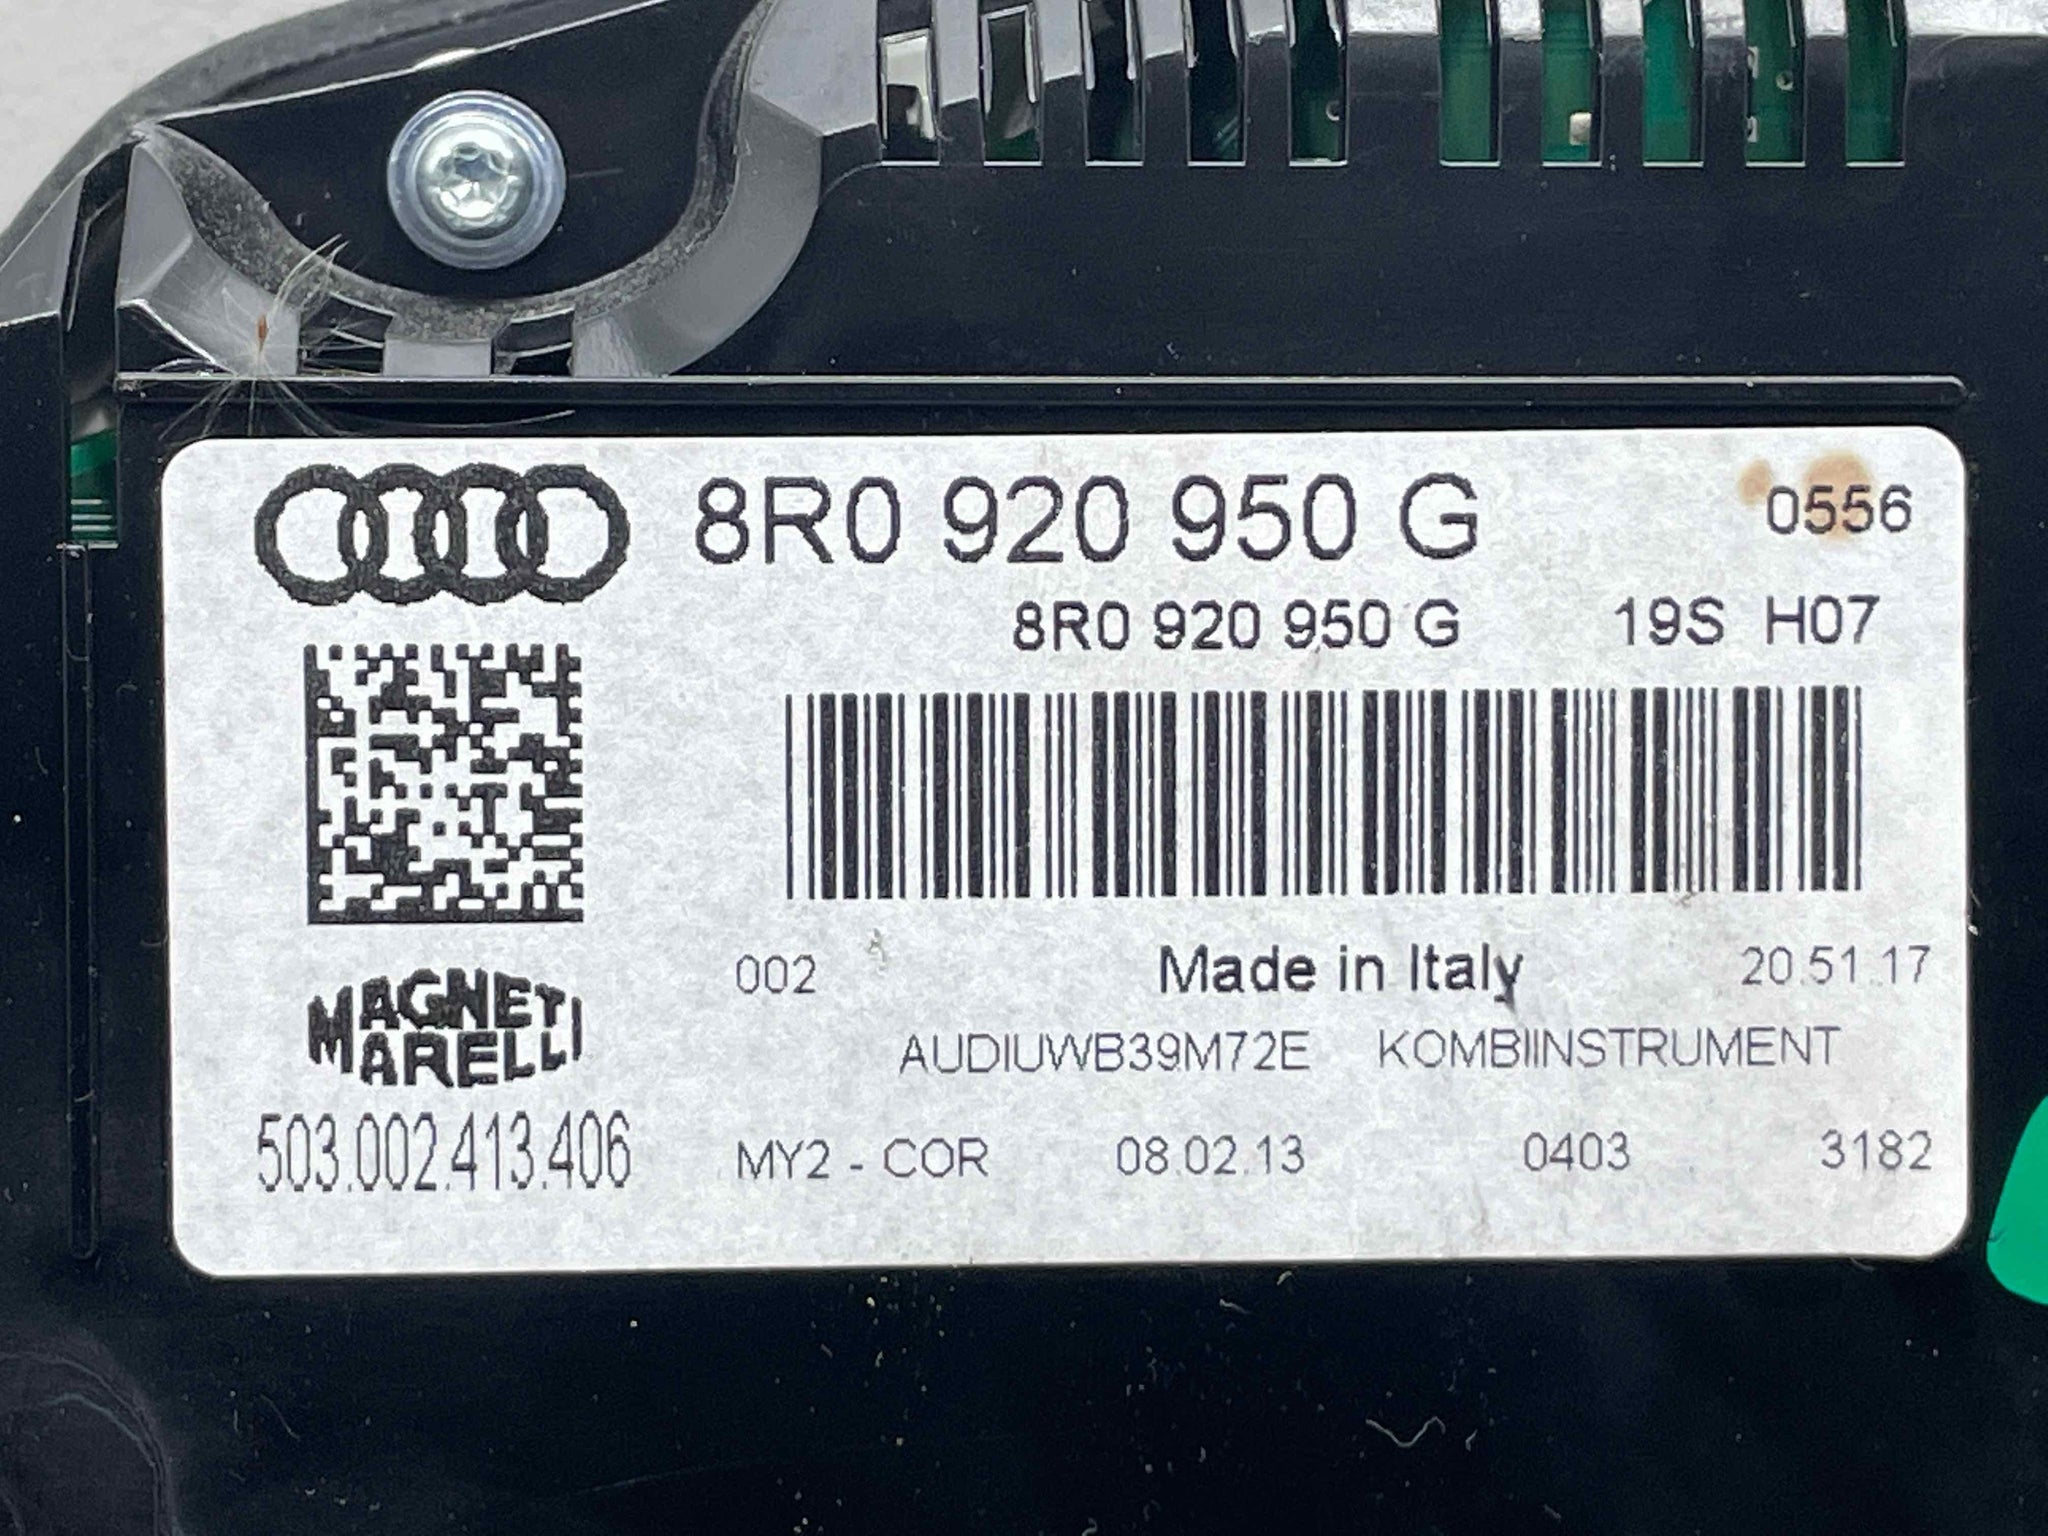 8R0 920 950 G 0556
8R0 920 950 G 19S H07
002 Made in Italy 20.51.17
MAGNETI
MARELLI
AUDIUWB39M72E KOMBIINSTRUMENT
503.002.413.406 MY2 - COR 08.02.13 0403 3182